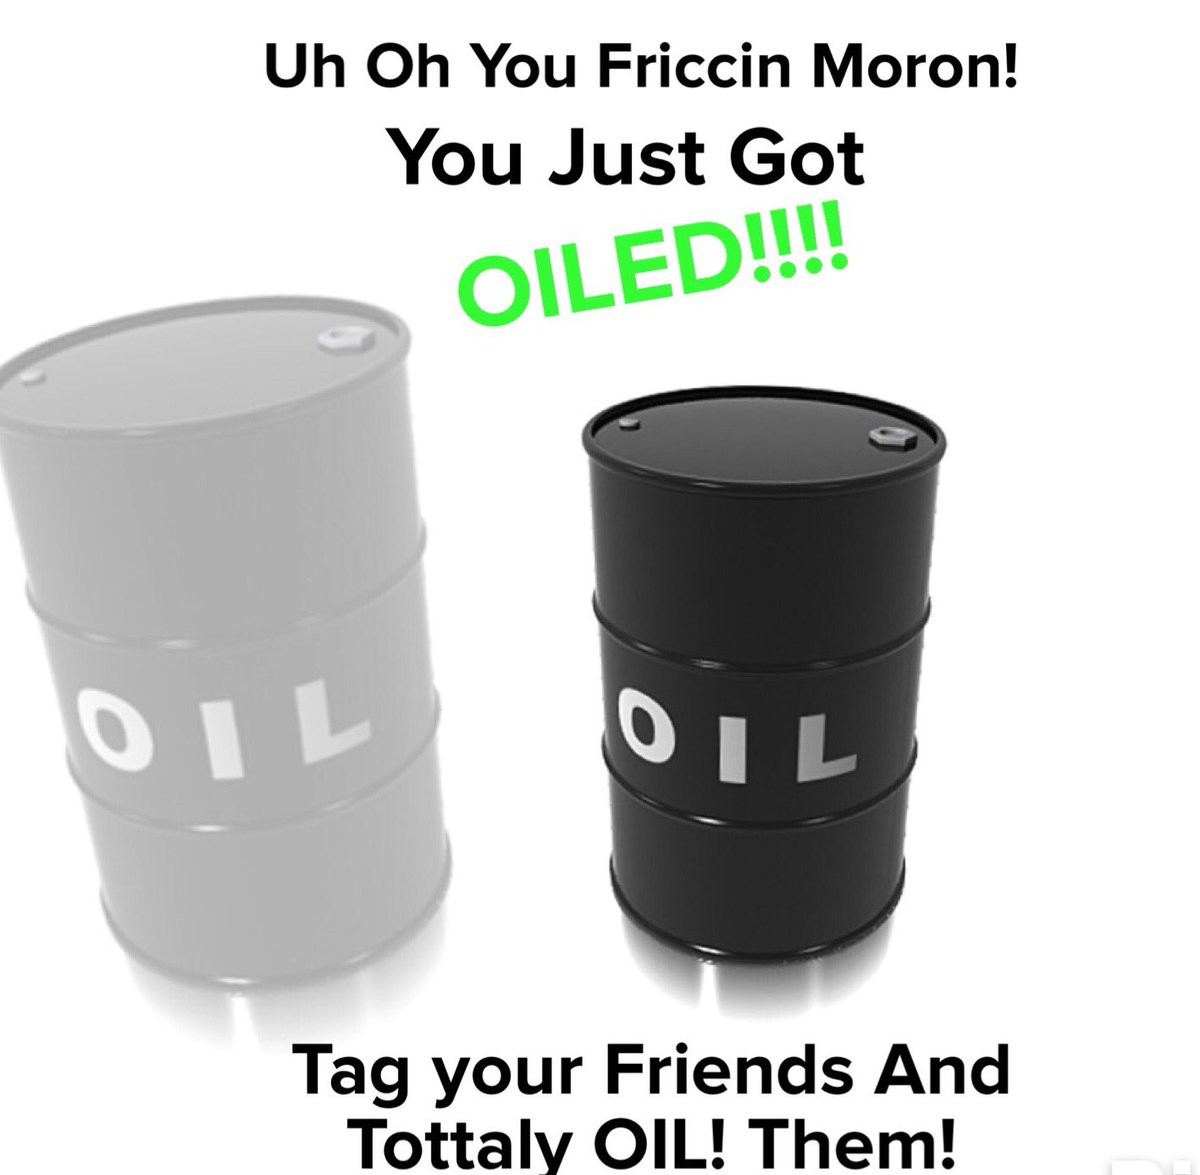 Uh Oh You Friccin Moron!
You Just Got
OILED!!!!
OIL
OIL
Tag your Friends And
Tottaly OIL! Them!